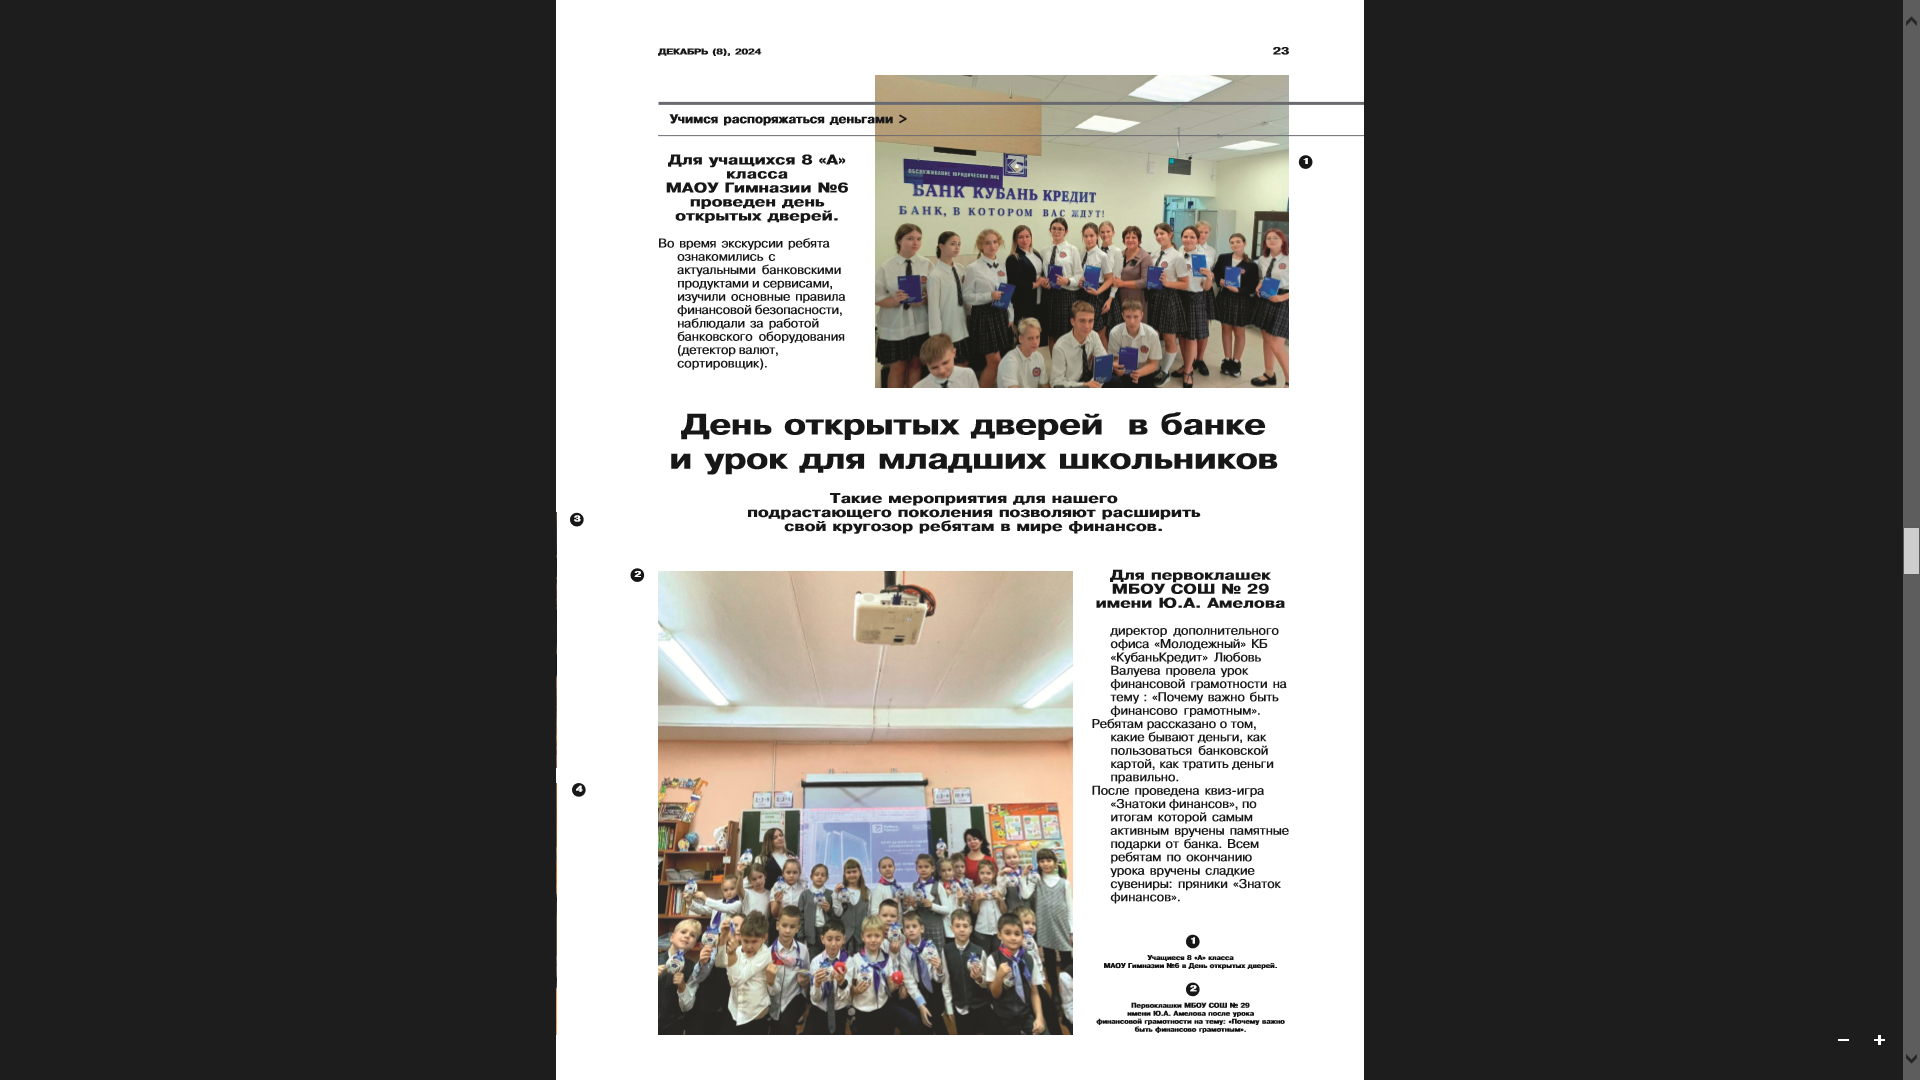 ДЕКАБРЬ (8), 2024
23
Учимся распоряжаться деньгами >
Для учащихся 8 «А»
класса
МАОУ Гимназии №6
проведен день
открытых дверей.
Во время экскурсии ребята
ознакомились с
актуальными банковскими
продуктами и сервисами,
изучили основные правила
финансовой безопасности,
наблюдали за работой
банковского оборудования
(детектор валют,
сортировщик).
ОБСЛУЖИВАНИЕ ЮРИДИЧЕСКИХ ЛИЦ
БАНК КУБАНЬ КРЕДИТ
БАНК, В КОТОРОМ ВАС ЖДУТ!
1
День открытых дверей в банке
и урок для младших школьников
Такие мероприятия для нашего
подрастающего поколения позволяют расширить
свой кругозор ребятам в мире финансов.
3
2
4
Для первоклашек
МБОУ СОШ № 29
имени Ю.А. Амелова
директор дополнительного
офиса «Молодежный» КБ
«КубаньКредит» Любовь
Валуева провела урок
финансовой грамотности на
тему : «Почему важно быть
финансово грамотным».
Ребятам рассказано о том,
какие бывают деньги, как
пользоваться банковской
картой, как тратить деньги
правильно.
После проведена квиз-игра
«Знатоки финансов», по
итогам которой самым
активным вручены памятные
подарки от банка. Всем
ребятам по окончанию
урока вручены сладкие
сувениры: пряники «Знаток
финансов».
1
Учащиеся 8 «А» класса
МАОУ Гимназии №6 в День открытых дверей.
2
Первоклашки МБОУ СОШ № 29
имени Ю.А. Амелова после урока
финансовой грамотности на тему: «Почему важно
быть финансово грамотным».